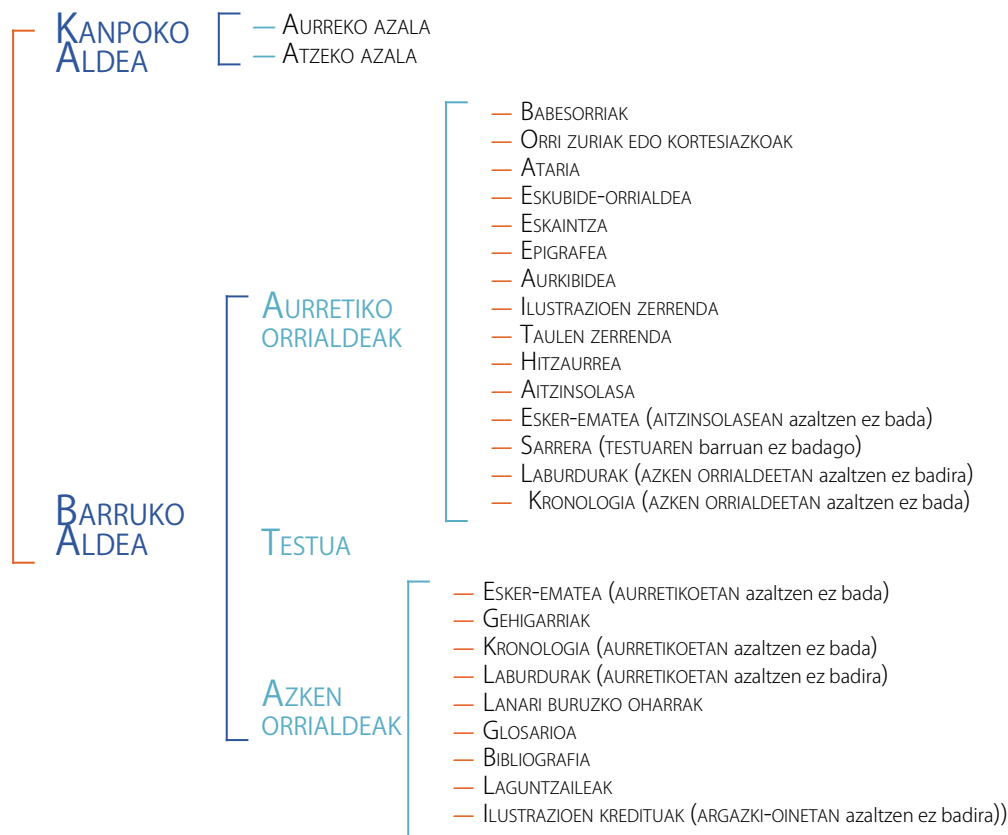 KANPOKO
ALDEA
— AURREKO AZALA
— ATZEKO AZALA
BARRUKO
ALDEA
AURRETIKO
ORRIALDEAK
— BABESORRIAK
— ORRI ZURIAK EDO KORTESIAZKOAK
— ATARIA
— ESKUBIDE-ORRIALDEA
— ESKAINTZA
— EPIGRAFEA
— AURKIBIDEA
— ILUSTRAZIOEN ZERRENDA
— TAULEN ZERRENDA
— HITZAURREA
— AITZINSOLASA
— ESKER-EMATEA (AITZINSOLASEAN azaltzen ez bada)
— SARRERA (TESTUAREN barruan ez badago)
— LABURDURAK (AZKEN ORRIALDEETAN azaltzen ez badira)
— KRONOLOGIA (AZKEN ORRIALDEETAN azaltzen ez bada)
TESTUA
AZKEN
ORRIALDEAK
— ESKER-EMATEA (AURRETIKOETAN azaltzen ez bada)
— GEHIGARRIAK
— KRONOLOGIA (AURRETIKOETAN azaltzen ez bada)
— LABURDURAK (AURRETIKOETAN azaltzen ez badira)
— LANARI BURUZKO OHARRAK
— GLOSARIOA
— BIBLIOGRAFIA
— LAGUNTZAILEAK
— ILUSTRAZIOEN KREDITUAK (ARGAZKI-OINETAN azaltzen ez badira))